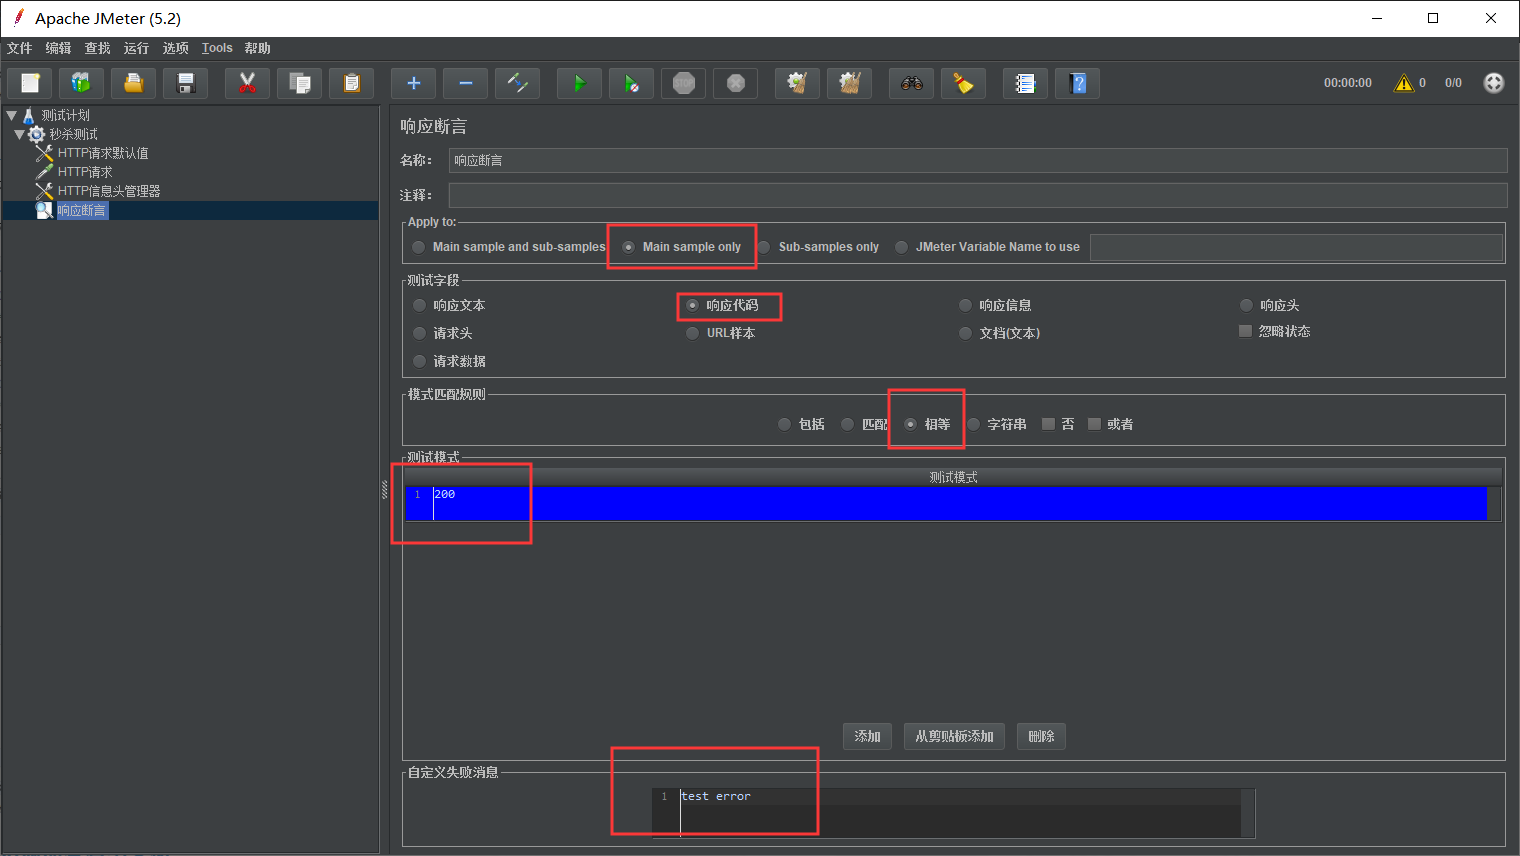 Apache JMeter (5.2)
文件 编辑 查找 运行 选项 Tools 帮助
00:00:00 0 0/0
测试计划
秒杀测试
HTTP请求默认值
HTTP请求
HTTP信息头管理器
响应断言
响应断言
名称： 响应断言
注释：
Apply to:
Main sample and sub-samples Main sample only Sub-samples only JMeter Variable Name to use
测试字段
响应文本 响应代码 响应信息 响应头
请求头 URL样本 文档(文本) 忽略状态
请求数据
模式匹配规则
包括 匹配 相等 字符串 否 或者
测试模式
测试模式
1 200
添加 从剪贴板添加 删除
自定义失败消息
1 test error